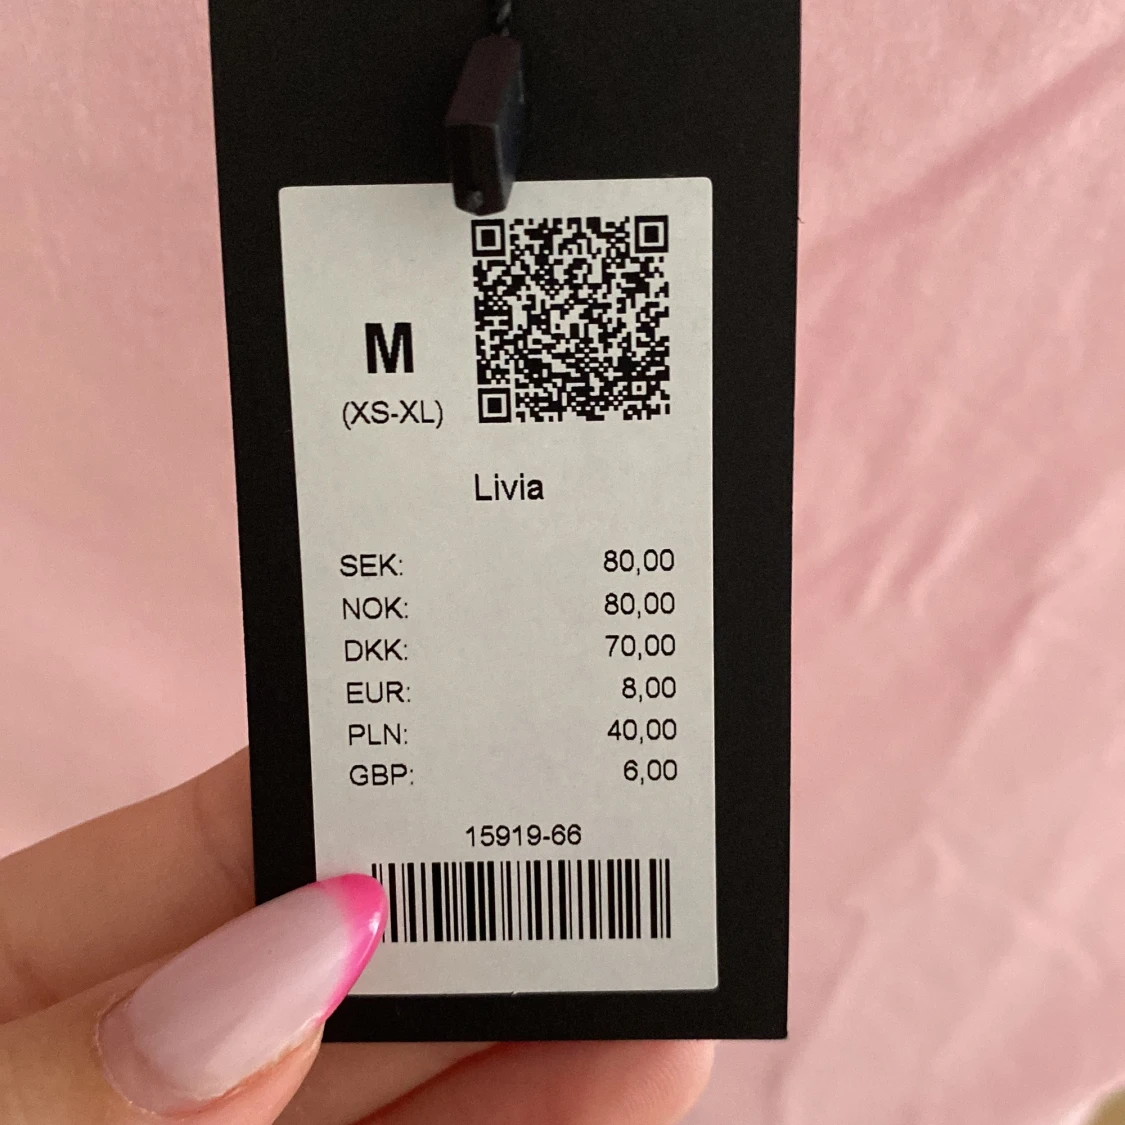 M
(XS-XL)
Livia
SEK: 80,00
NOK: 80,00
DKK: 70,00
EUR: 8,00
PLN: 40,00
GBP: 6,00
15919-66